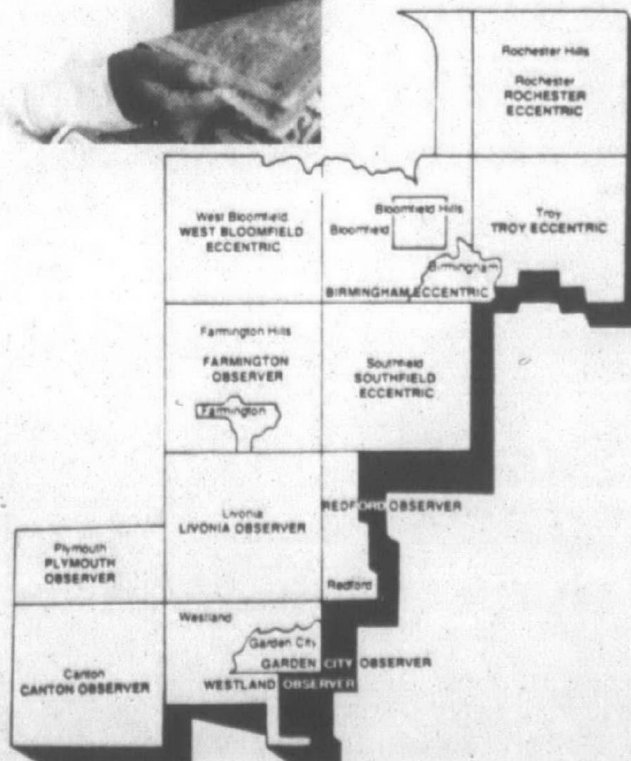 Rochester Hills
Rochester
ROCHESTER
ECCENTRIC
West Bloomfield
WEST BLOOMFIELD
ECCENTRIC
Bloomfield
Bloomfield Hills
Birmingham
BIRMINGHAM ECCENTRIC
Troy
TROY ECCENTRIC
Farmington Hills
FARMINGTON
OBSERVER
Farmington
Southfield
SOUTHFIELD
ECCENTRIC
Livonia
LIVONIA OBSERVER
REDFORD OBSERVER
Redford
Plymouth
PLYMOUTH
OBSERVER
Westland
Garden City
GARDEN CITY OBSERVER
WESTLAND OBSERVER
Canton
CANTON OBSERVER